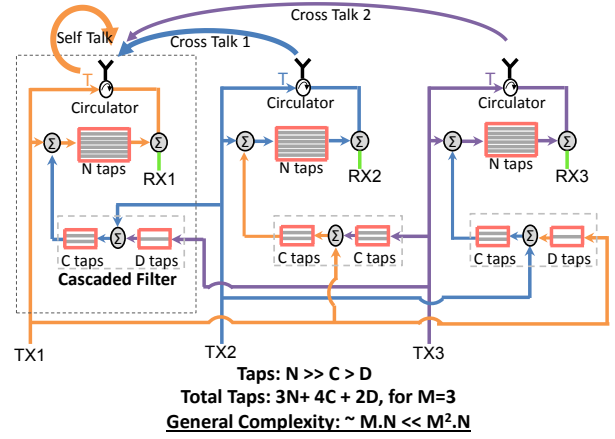 Cross Talk 2
Self Talk
Cross Talk 1
T
T
T
Circulator
Circulator
Circulator
Σ
Σ
Σ
Σ
Σ
Σ
N taps
N taps
N taps
RX1
RX2
RX3
Σ
Σ
Σ
C taps
D taps
C taps
C taps
C taps
D taps
Cascaded Filter
TX1
TX2
TX3
Taps: N >> C > D
Total Taps: 3N+ 4C + 2D, for M=3
General Complexity: ~ M.N << M².N